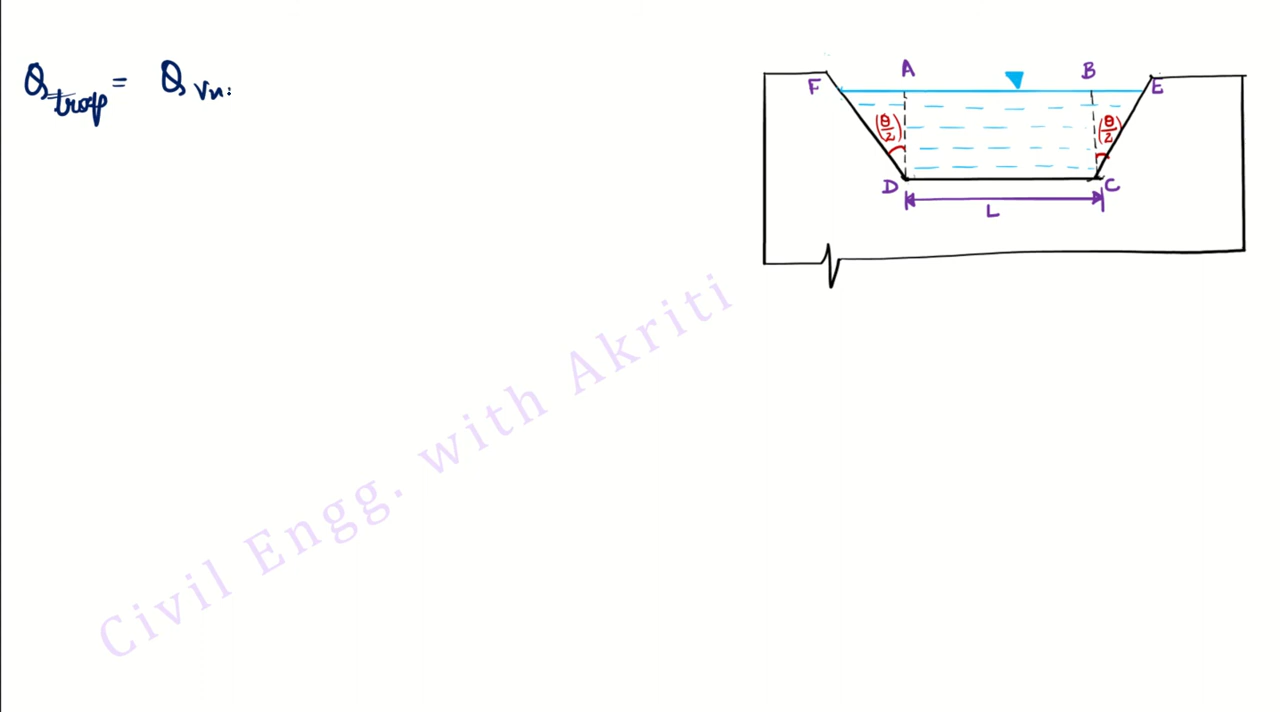 Q trap = Q Vn:
A B
F E
(θ/2) (θ/2)
D C
L
Civil Engg. with Akriti